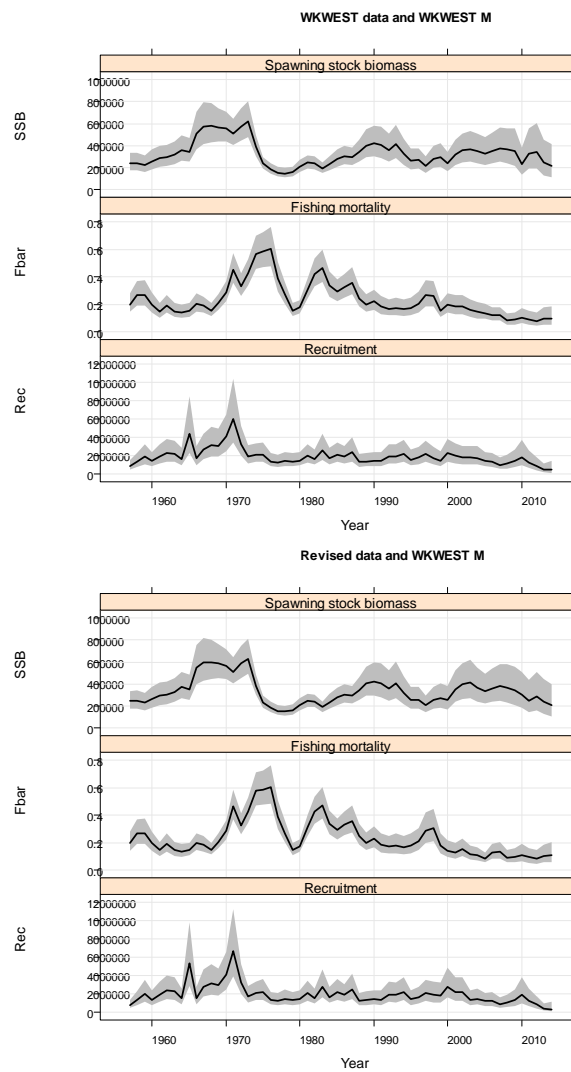 WKWEST data and WKWEST M
Spawning stock biomass
1000000
800000
600000
400000
200000
0
SSB
Fishing mortality
0.8
0.6
0.4
0.2
0.0
Fbar
Recruitment
12000000
10000000
8000000
6000000
4000000
2000000
0
Rec
1960 1970 1980 1990 2000 2010
Year
Revised data and WKWEST M
Spawning stock biomass
1000000
800000
600000
400000
200000
0
SSB
Fishing mortality
0.8
0.6
0.4
0.2
0.0
Fbar
Recruitment
12000000
10000000
8000000
6000000
4000000
2000000
0
Rec
1960 1970 1980 1990 2000 2010
Year